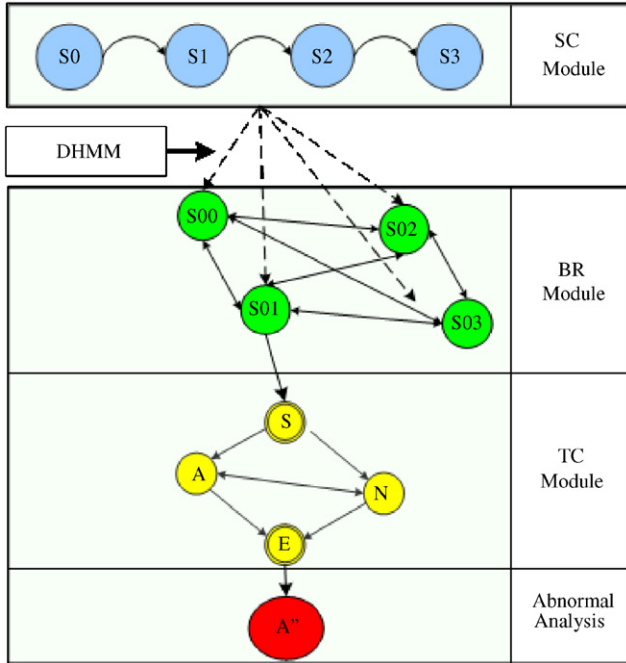 S0 S1 S2 S3
SC
Module
DHMM
S00
S02
S01
S03
BR
Module
S
A
N
E
TC
Module
A”
Abnormal
Analysis